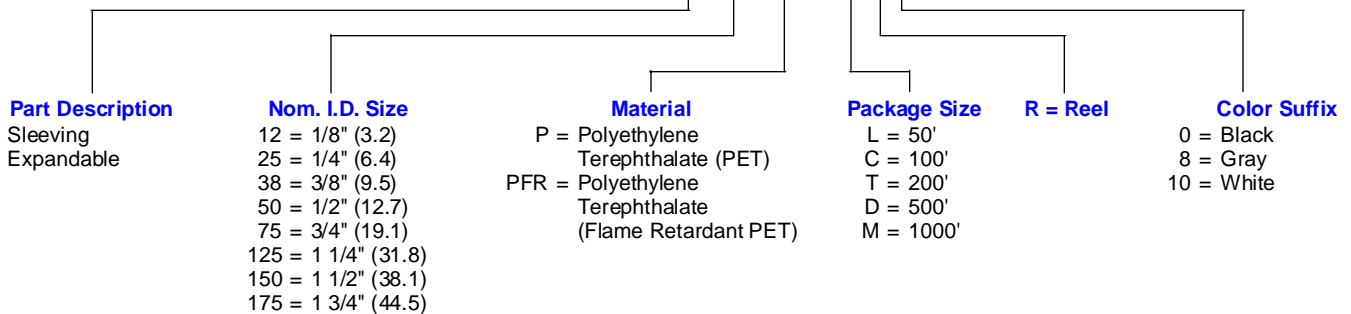 Part Description
Sleeving
Expandable
Nom. I.D. Size
12 = 1/8" (3.2)
25 = 1/4" (6.4)
38 = 3/8" (9.5)
50 = 1/2" (12.7)
75 = 3/4" (19.1)
125 = 1 1/4" (31.8)
150 = 1 1/2" (38.1)
175 = 1 3/4" (44.5)
Material
P = Polyethylene
Terephthalate (PET)
PFR = Polyethylene
Terephthalate
(Flame Retardant PET)
Package Size
L = 50'
C = 100'
T = 200'
D = 500'
M = 1000'
R = Reel
Color Suffix
0 = Black
8 = Gray
10 = White